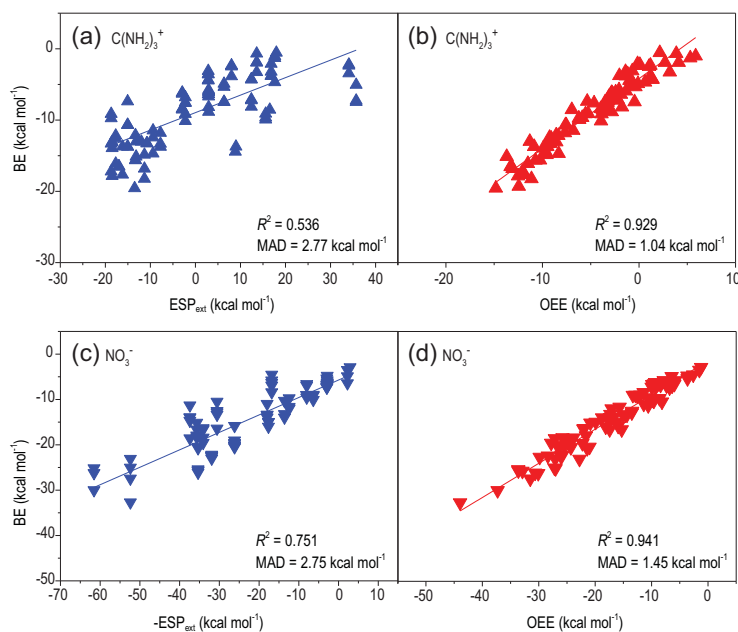 (a) C(NH₂)₃⁺
(b) C(NH₂)₃⁺
10
0
-10
-20
-30
BE (kcal mol⁻¹)
R² = 0.536
MAD = 2.77 kcal mol⁻¹
R² = 0.929
MAD = 1.04 kcal mol⁻¹
-30 -20 -10 0 10 20 30 40
-20 -10 0 10
ESPext (kcal mol⁻¹)
OEE (kcal mol⁻¹)
(c) NO₃⁻
(d) NO₃⁻
0
-10
-20
-30
-40
-50
BE (kcal mol⁻¹)
R² = 0.751
MAD = 2.75 kcal mol⁻¹
R² = 0.941
MAD = 1.45 kcal mol⁻¹
-70 -60 -50 -40 -30 -20 -10 0 10
-50 -40 -30 -20 -10 0
-ESPext (kcal mol⁻¹)
OEE (kcal mol⁻¹)